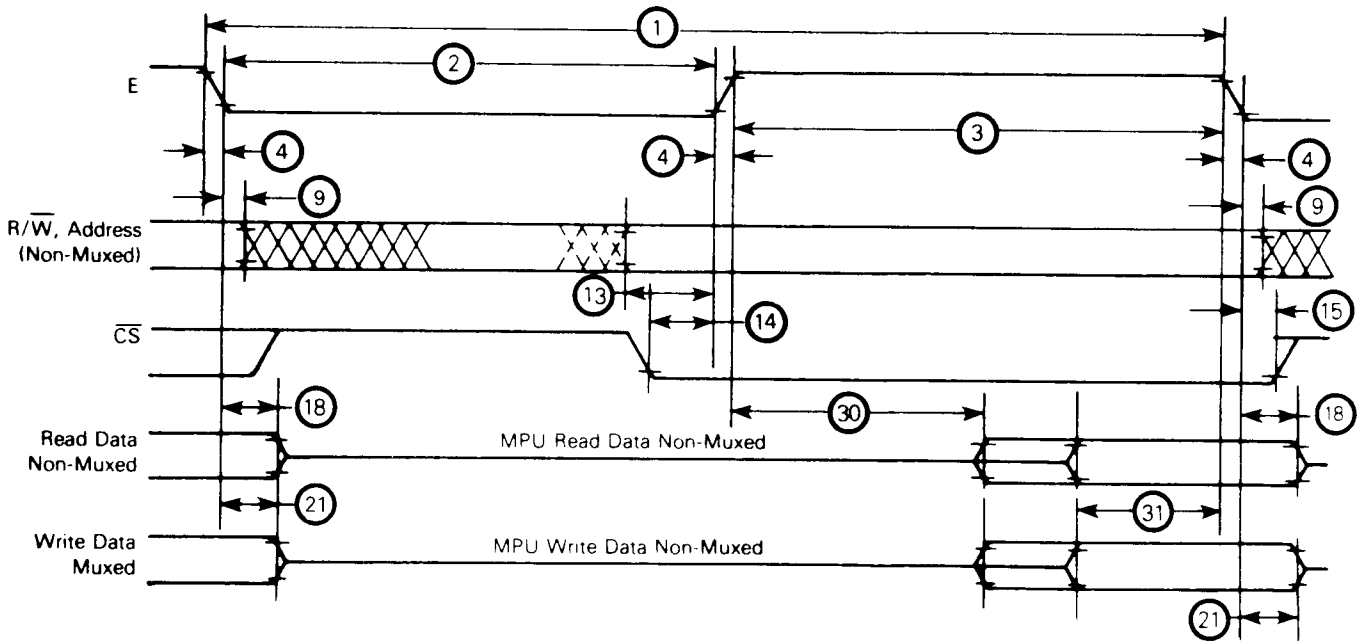 1
E
2
3
4
4
4
9
9
R/W̅, Address
(Non-Muxed)
13
14
15
C̅S̅
30
18
18
Read Data
Non-Muxed
MPU Read Data Non-Muxed
21
31
Write Data
Muxed
MPU Write Data Non-Muxed
21